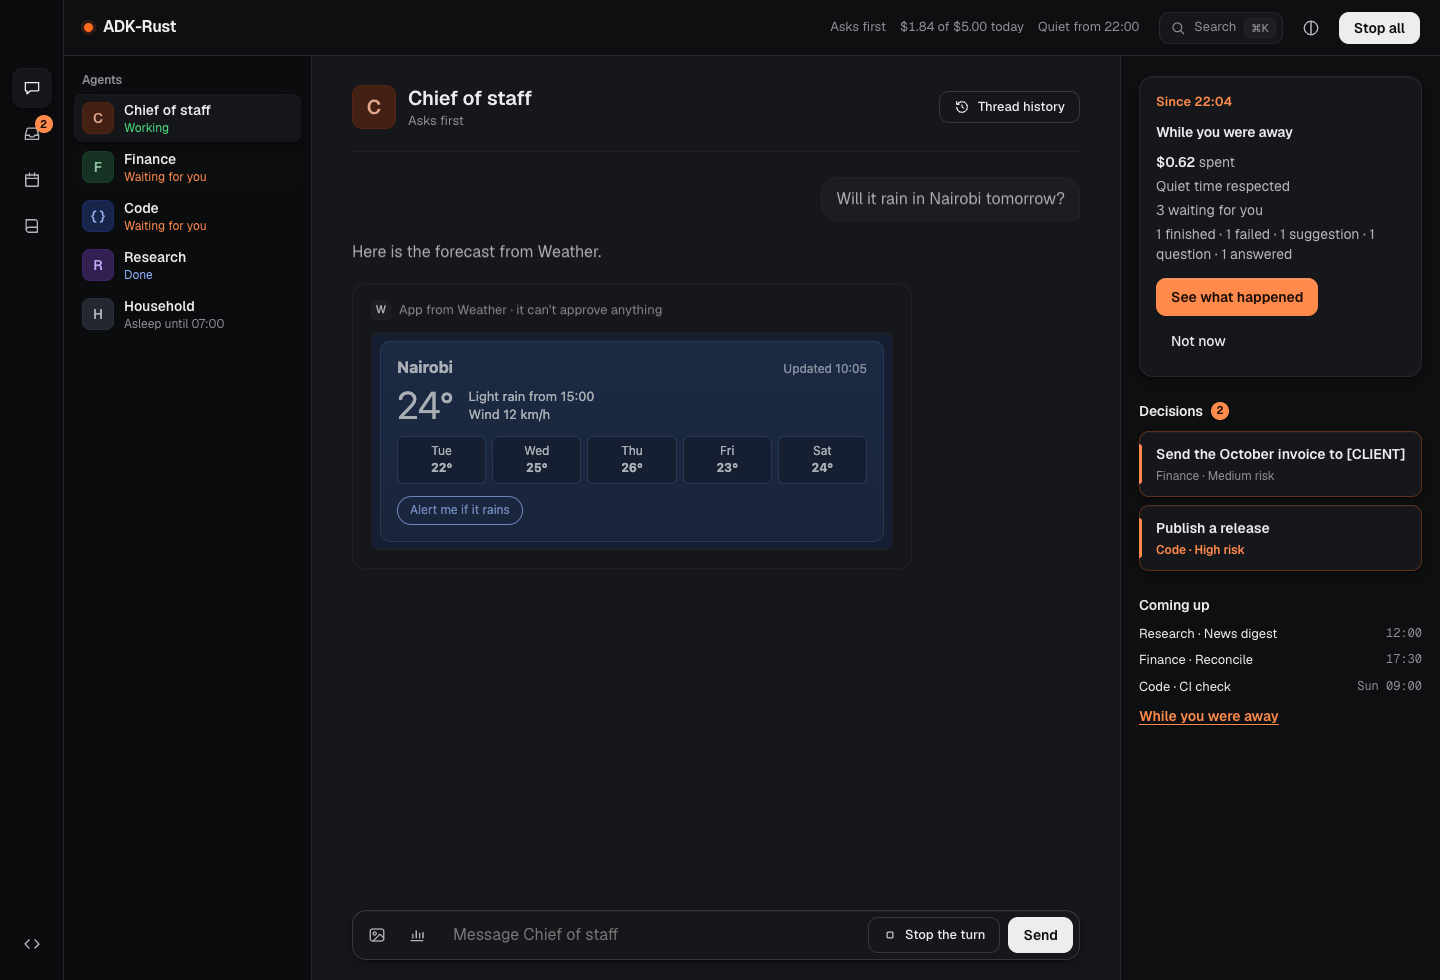 ADK-Rust
Asks first
$1.84 of $5.00 today
Quiet from 22:00
Search
⌘K
Stop all
2
Agents
C
Chief of staff
Working
F
Finance
Waiting for you
{}
Code
Waiting for you
R
Research
Done
H
Household
Asleep until 07:00
C
Chief of staff
Asks first
Thread history
Will it rain in Nairobi tomorrow?
Here is the forecast from Weather.
W
App from Weather · it can't approve anything
Nairobi
Updated 10:05
24°
Light rain from 15:00
Wind 12 km/h
Tue
22°
Wed
25°
Thu
26°
Fri
23°
Sat
24°
Alert me if it rains
Message Chief of staff
Stop the turn
Send
Since 22:04
While you were away
$0.62 spent
Quiet time respected
3 waiting for you
1 finished · 1 failed · 1 suggestion · 1
question · 1 answered
See what happened
Not now
Decisions
2
Send the October invoice to [CLIENT]
Finance · Medium risk
Publish a release
Code · High risk
Coming up
Research · News digest
12:00
Finance · Reconcile
17:30
Code · CI check
Sun 09:00
While you were away